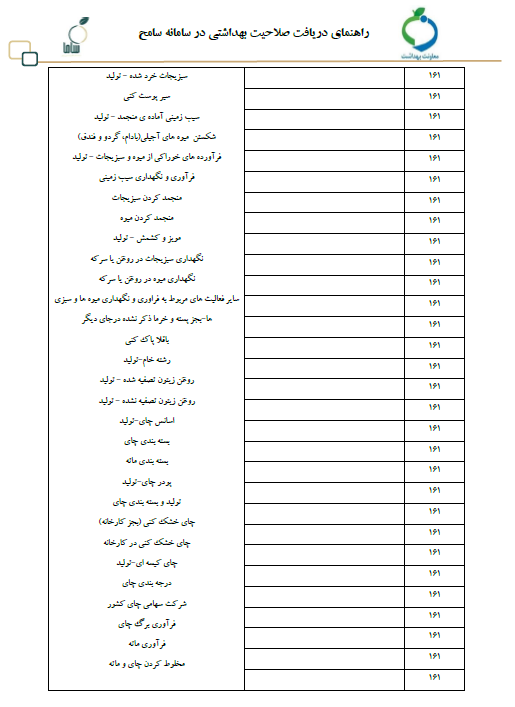 راهنمای دریافت صلاحیت بهداشتی در سامانه سامح
معاونت بهداشت
ساما
۱۶۱ سبزیجات خرد شده – تولید
۱۶۱ سیر پوست کنی
۱۶۱ سیب زمینی آماده ی منجمد – تولید
۱۶۱ شکستن میوه های آجیلی(بادام، گردو و فندق)
۱۶۱ فرآورده های خوراکی از میوه و سبزیجات – تولید
۱۶۱ فرآوری و نگهداری سیب زمینی
۱۶۱ منجمد کردن سبزیجات
۱۶۱ منجمد کردن میوه
۱۶۱ مویز و کشمش – تولید
۱۶۱ نگهداری سبزیجات در روغن یا سرکه
۱۶۱ نگهداری میوه در روغن یا سرکه
۱۶۱ سایر فعالیت های مربوط به فراوری و نگهداری میوه ها و سبزی
۱۶۱ ها-بجز پسته و خرما ذکر نشده درجای دیگر
۱۶۱ باقلا پاک کنی
۱۶۱ رشته خام-تولید
۱۶۱ روغن زیتون تصفیه شده – تولید
۱۶۱ روغن زیتون تصفیه نشده – تولید
۱۶۱ اسانس چای-تولید
۱۶۱ بسته بندی چای
۱۶۱ بسته بندی ماته
۱۶۱ پودر چای-تولید
۱۶۱ تولید و بسته بندی چای
۱۶۱ چای خشک کنی (بجز کارخانه)
۱۶۱ چای خشک کنی در کارخانه
۱۶۱ چای کیسه ای-تولید
۱۶۱ درجه بندی چای
۱۶۱ شرکت سهامی چای کشور
۱۶۱ فرآوری برگ چای
۱۶۱ فرآوری ماته
۱۶۱ مخلوط کردن چای و ماته